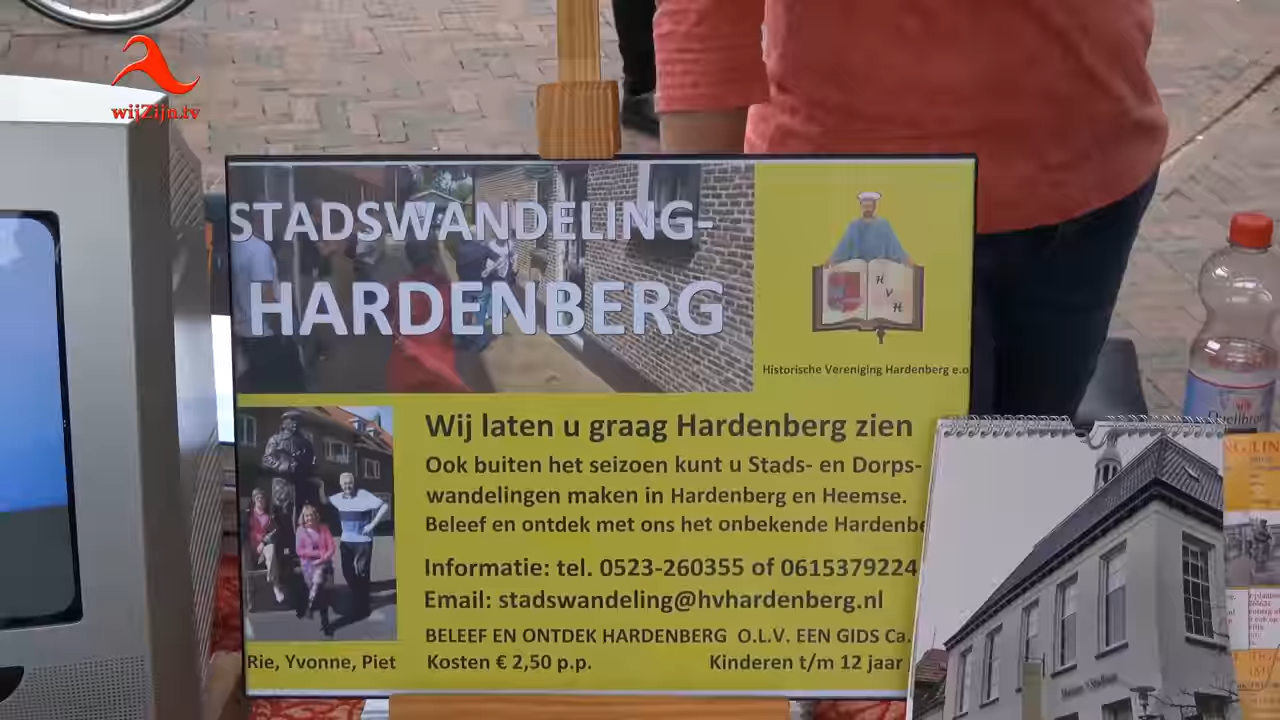 wijZijn.tv
STADSWANDELING-
HARDENBERG
H
V
H
Historische Vereniging Hardenberg e.o
Wij laten u graag Hardenberg zien
Ook buiten het seizoen kunt u Stads- en Dorps-
wandelingen maken in Hardenberg en Heemse.
Beleef en ontdek met ons het onbekende Hardenbe
Informatie: tel. 0523-260355 of 0615379224
Email: stadswandeling@hvhardenberg.nl
BELEEF EN ONTDEK HARDENBERG O.L.V. EEN GIDS Ca.
Rie, Yvonne, Piet
Kosten € 2,50 p.p.
Kinderen t/m 12 jaar